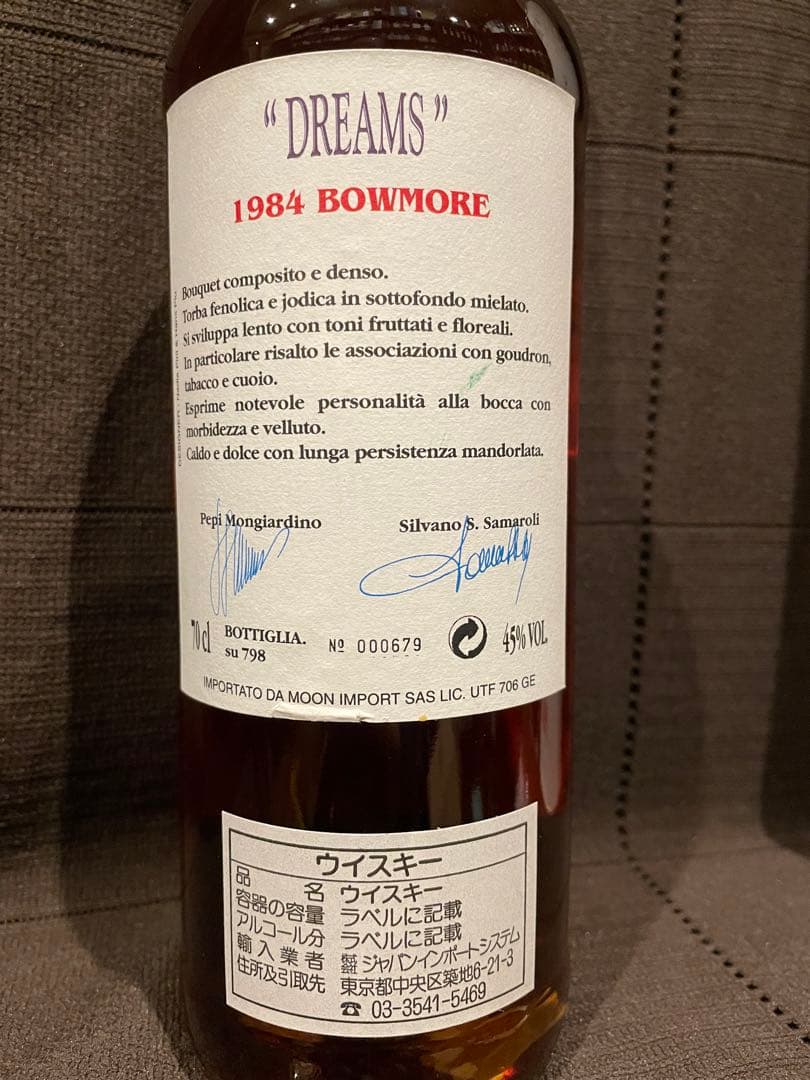 “DREAMS”
1984 BOWMORE
Bouquet composito e denso.
Torba fenolica e jodica in sottofondo mielato.
Si sviluppa lento con toni fruttati e floreali.
In particolare risalto le associazioni con goudron,
tabacco e cuoio.
Esprime notevole personalità alla bocca con
morbidezza e velluto.
Caldo e dolce con lunga persistenza mandorlata.
Pepi Mongiardino
Silvano S. Samaroli
70 cl
BOTTIGLIA.
su 798
Nº 000679
45% VOL.
IMPORTATO DA MOON IMPORT SAS LIC. UTF 706 GE
ウイスキー
品名 ウイスキー
容器の容量 ラベルに記載
アルコール分 ラベルに記載
輸入業者 株式会社 ジャパンインポートシステム
住所及引取先 東京都中央区築地6-21-3
☎ 03-3541-5469